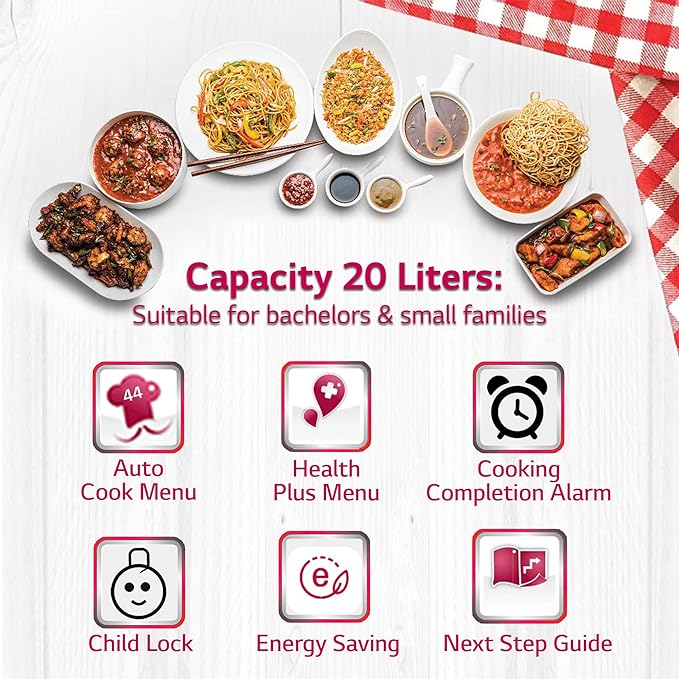 Capacity 20 Liters:
Suitable for bachelors & small families
44
Auto
Cook Menu
Health
Plus Menu
Cooking
Completion Alarm
Child Lock
e
Energy Saving
Next Step Guide